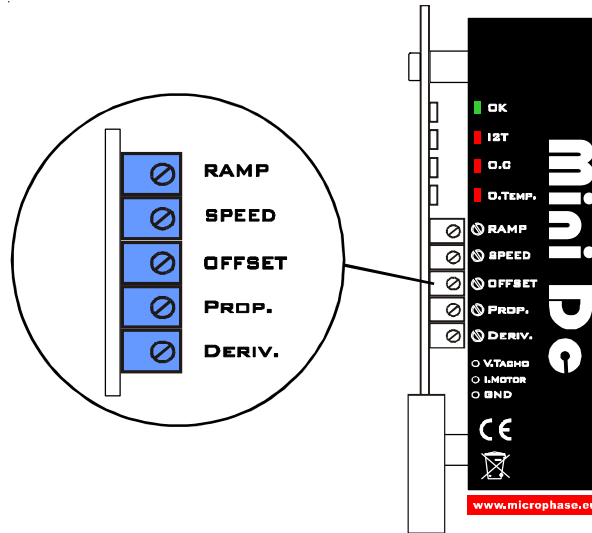 RAMP
SPEED
OFFSET
PROP.
DERIV.
OK
I2T
O.C
O.TEMP.
RAMP
SPEED
OFFSET
PROP.
DERIV.
V.TACHO
I.MOTOR
GND
mini Dc
CE
www.microphase.eu